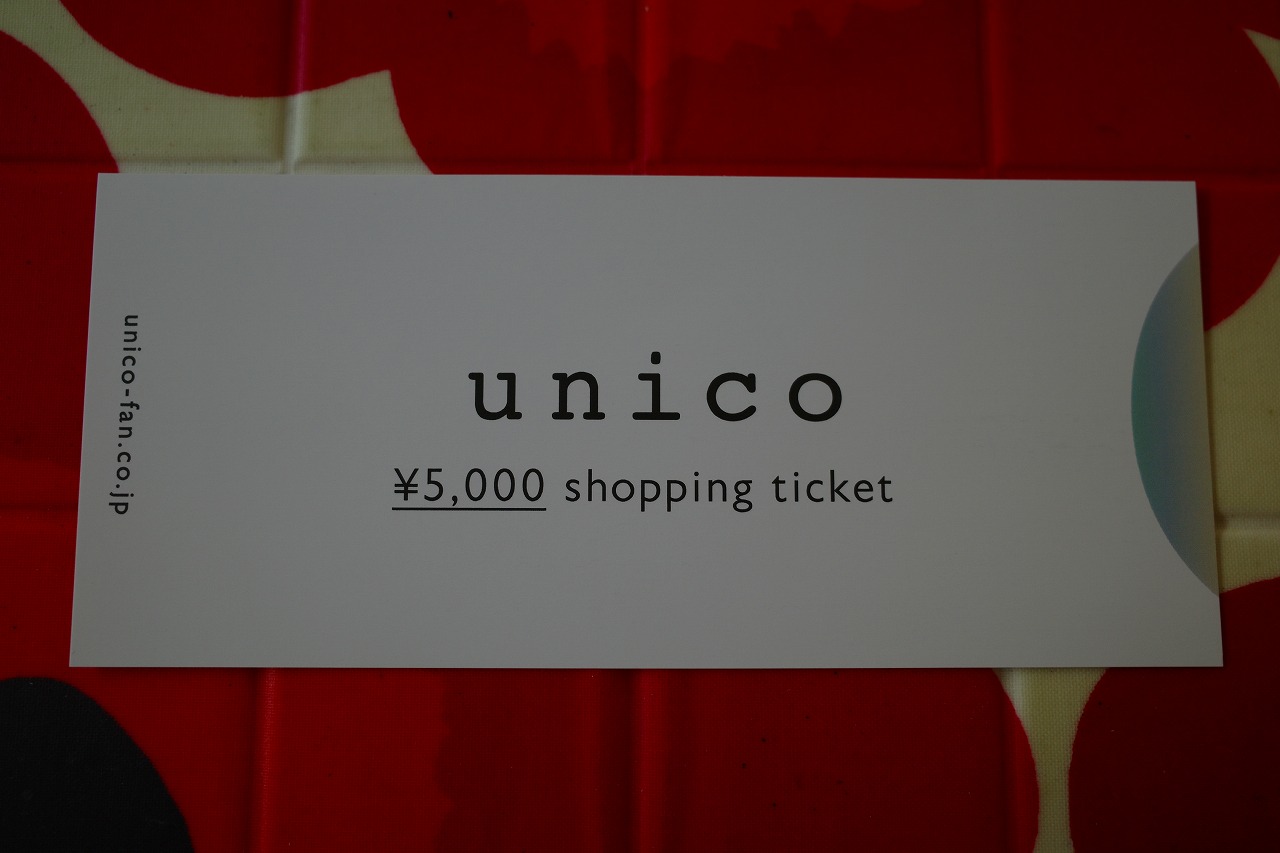 unico
¥5,000 shopping ticket
unico-fan.co.jp